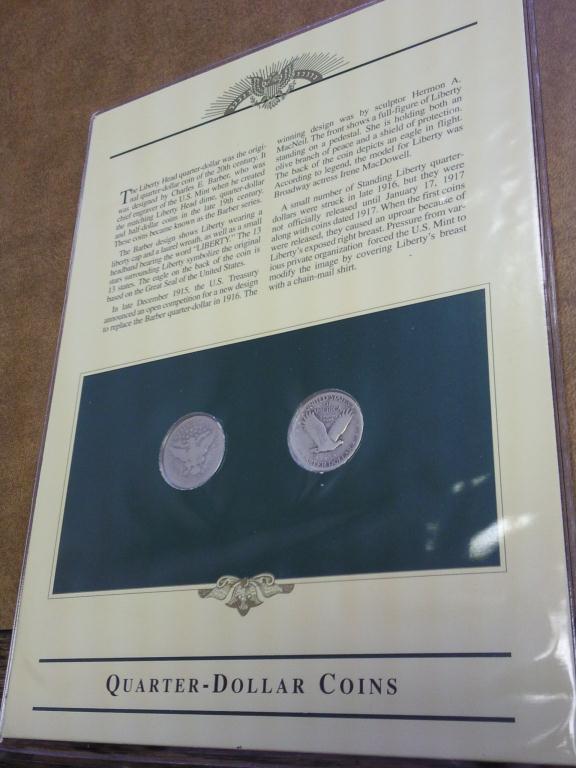 The Liberty Head quarter-dollar was the origi-
nal quarter-dollar coin of the 20th century. It
was designed by Charles E. Barber, who was
chief engraver of the U.S. Mint when he created
the matching Liberty Head dime, quarter-dollar
and half-dollar coins in the late 19th century.
These coins became known as the Barber series.
The Barber design shows Liberty wearing a
liberty cap and a laurel wreath, as well as a small
headband bearing the word "LIBERTY." The 13
stars surrounding Liberty symbolize the original
13 states. The eagle on the back of the coin is
based on the Great Seal of the United States.
In late December 1915, the U.S. Treasury
announced an open competition for a new design
to replace the Barber quarter-dollar in 1916. The
winning design was by sculptor Hermon A.
MacNeil. The front shows a full-figure of Liberty
standing on a pedestal. She is holding both an
olive branch of peace and a shield of protection.
The back of the coin depicts an eagle in flight.
According to legend, the model for Liberty was
Broadway actress Irene MacDowell.
A small number of Standing Liberty quarter-
dollars were struck in late 1916, but they were
not officially released until January 17, 1917
along with coins dated 1917. When the first coins
were released, they caused an uproar because of
Liberty's exposed right breast. Pressure from var-
ious private organization forced the U.S. Mint to
modify the image by covering Liberty's breast
with a chain-mail shirt.
UNITED STATES
OF
AMERICA
QUARTER DOLLAR
QUARTER-DOLLAR COINS